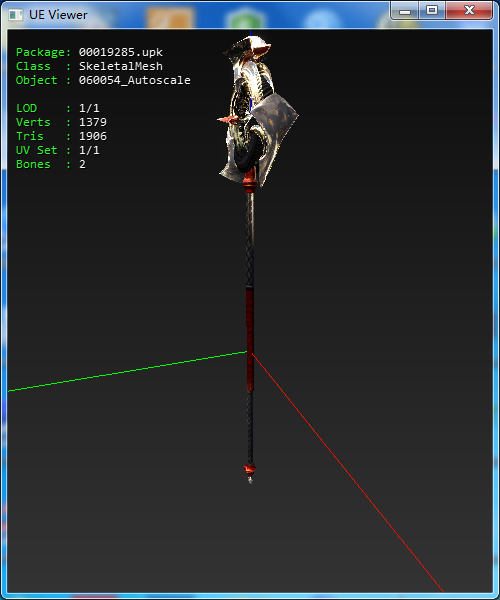 UE Viewer
Package: 00019285.upk
Class : SkeletalMesh
Object : 060054_Autoscale
LOD : 1/1
Verts : 1379
Tris : 1906
UV Set : 1/1
Bones : 2